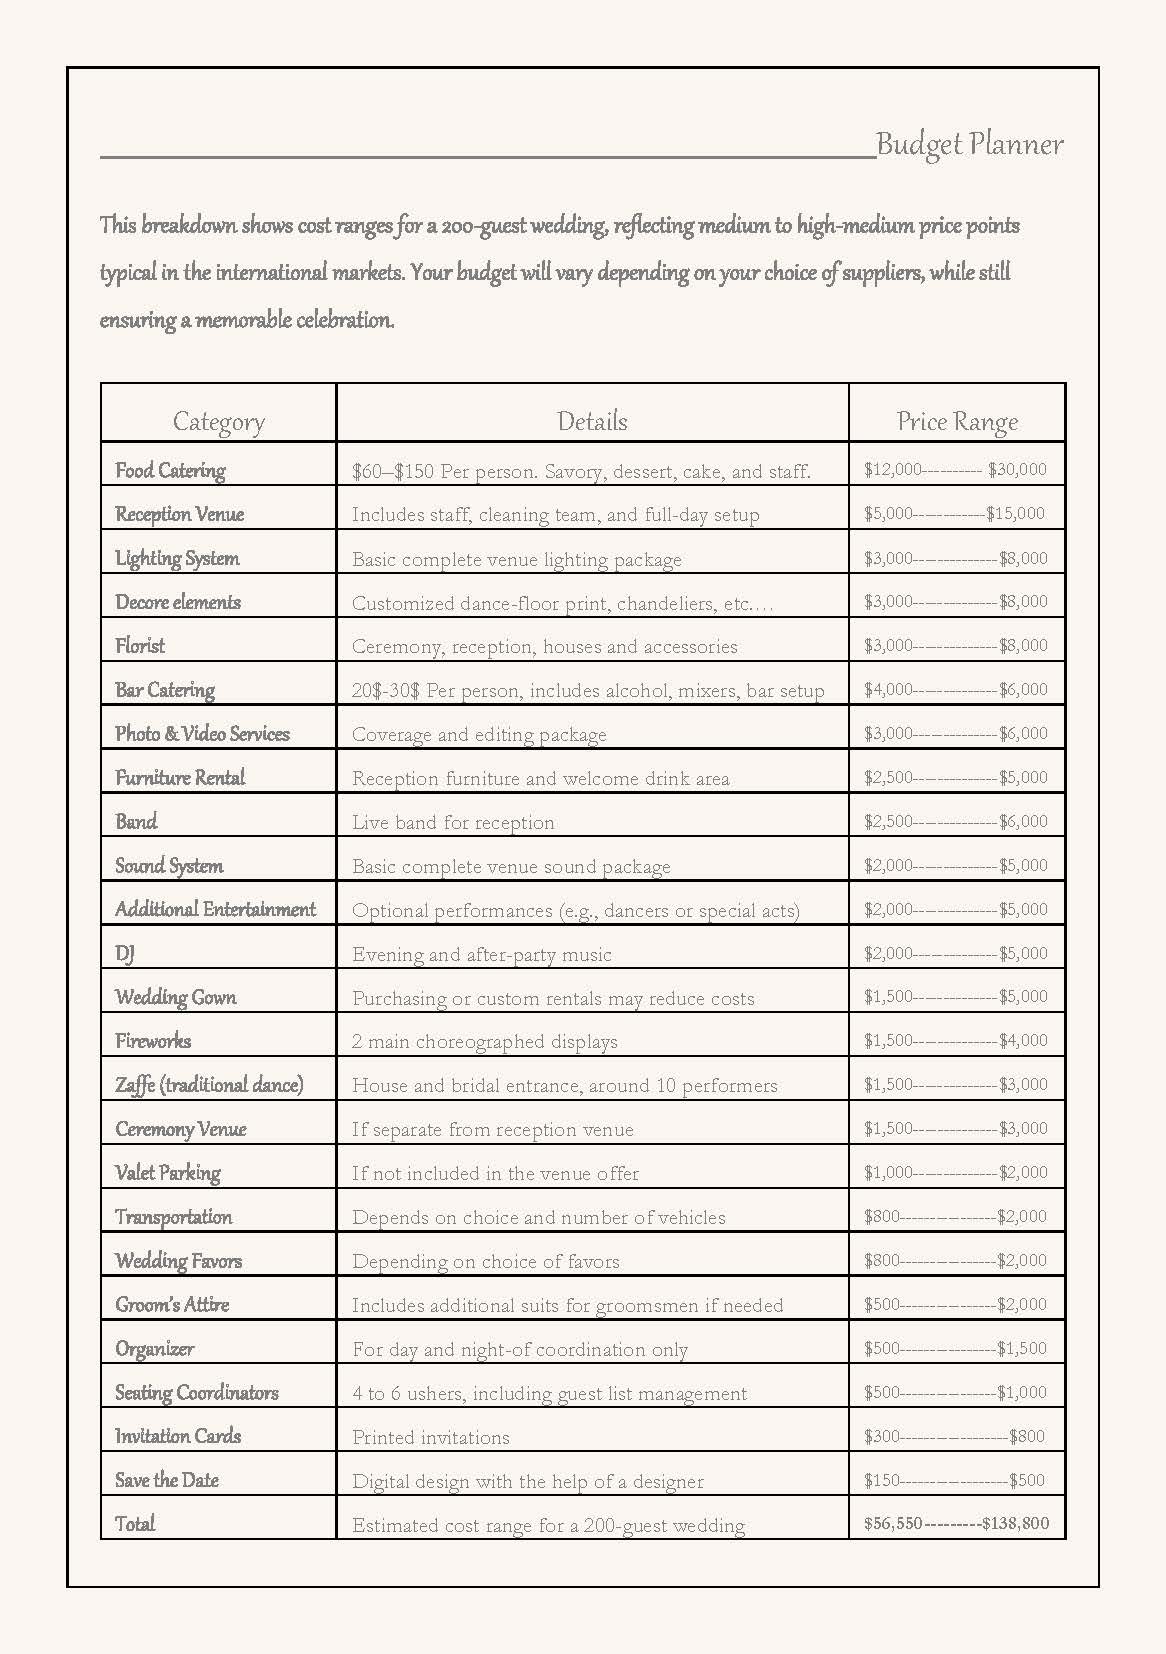 Budget Planner
This breakdown shows cost ranges for a 200-guest wedding, reflecting medium to high-medium price points
typical in the international markets. Your budget will vary depending on your choice of suppliers, while still
ensuring a memorable celebration.
Category Details Price Range
Food Catering $60–$150 Per person. Savory, dessert, cake, and staff. $12,000---------- $30,000
Reception Venue Includes staff, cleaning team, and full-day setup $5,000------------$15,000
Lighting System Basic complete venue lighting package $3,000--------------$8,000
Decore elements Customized dance-floor print, chandeliers, etc.… $3,000--------------$8,000
Florist Ceremony, reception, houses and accessories $3,000--------------$8,000
Bar Catering 20$-30$ Per person, includes alcohol, mixers, bar setup $4,000--------------$6,000
Photo & Video Services Coverage and editing package $3,000--------------$6,000
Furniture Rental Reception furniture and welcome drink area $2,500--------------$5,000
Band Live band for reception $2,500--------------$6,000
Sound System Basic complete venue sound package $2,000--------------$5,000
Additional Entertainment Optional performances (e.g., dancers or special acts) $2,000--------------$5,000
DJ Evening and after-party music $2,000--------------$5,000
Wedding Gown Purchasing or custom rentals may reduce costs $1,500--------------$5,000
Fireworks 2 main choreographed displays $1,500--------------$4,000
Zaffe (traditional dance) House and bridal entrance, around 10 performers $1,500--------------$3,000
Ceremony Venue If separate from reception venue $1,500--------------$3,000
Valet Parking If not included in the venue offer $1,000--------------$2,000
Transportation Depends on choice and number of vehicles $800----------------$2,000
Wedding Favors Depending on choice of favors $800----------------$2,000
Groom's Attire Includes additional suits for groomsmen if needed $500----------------$2,000
Organizer For day and night-of coordination only $500----------------$1,500
Seating Coordinators 4 to 6 ushers, including guest list management $500----------------$1,000
Invitation Cards Printed invitations $300------------------$800
Save the Date Digital design with the help of a designer $150------------------$500
Total Estimated cost range for a 200-guest wedding $56,550---------$138,800